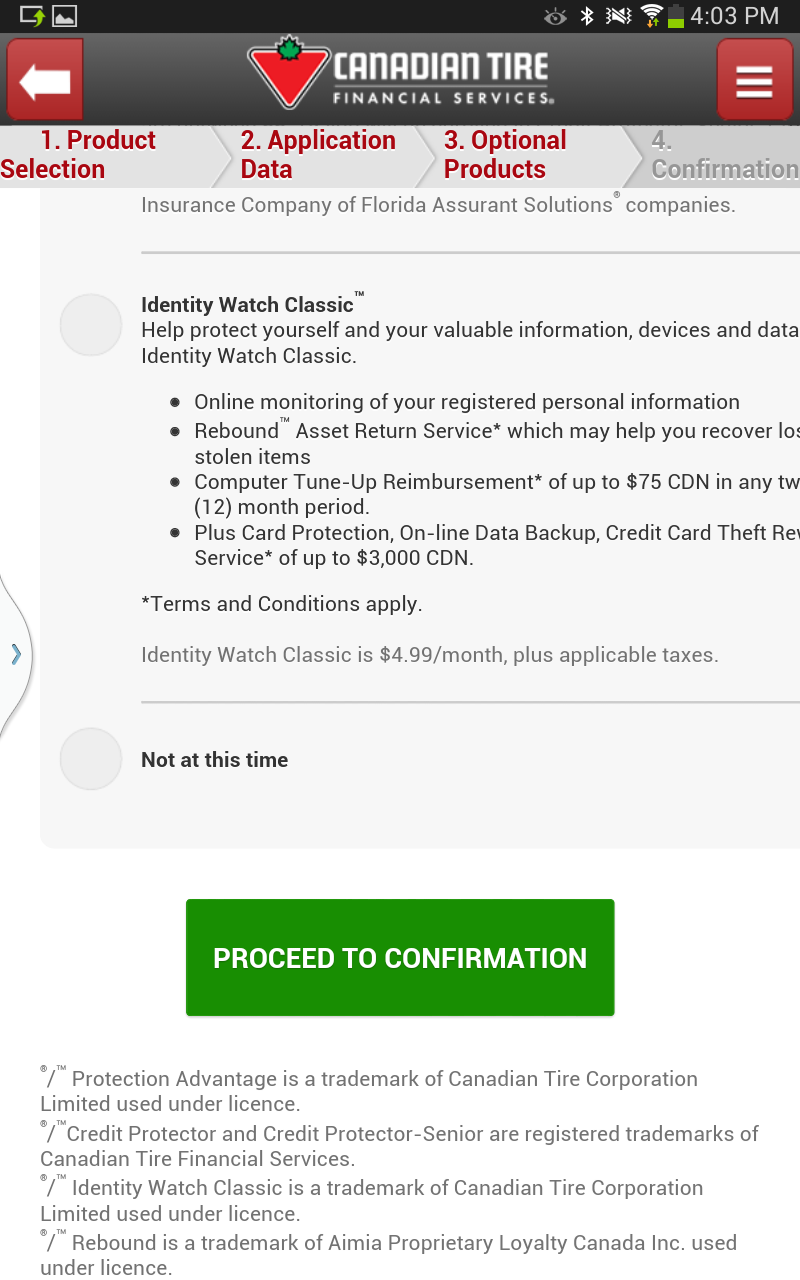 4:03 PM
CANADIAN TIRE
FINANCIAL SERVICES®
1. Product
Selection
2. Application
Data
3. Optional
Products
4.
Confirmation
Insurance Company of Florida Assurant Solutions® companies.
Identity Watch Classic™
Help protect yourself and your valuable information, devices and data
Identity Watch Classic.
Online monitoring of your registered personal information
Rebound™ Asset Return Service* which may help you recover los
stolen items
Computer Tune-Up Reimbursement* of up to $75 CDN in any tw
(12) month period.
Plus Card Protection, On-line Data Backup, Credit Card Theft Rew
Service* of up to $3,000 CDN.
*Terms and Conditions apply.
Identity Watch Classic is $4.99/month, plus applicable taxes.
Not at this time
PROCEED TO CONFIRMATION
®/™ Protection Advantage is a trademark of Canadian Tire Corporation
Limited used under licence.
®/™Credit Protector and Credit Protector-Senior are registered trademarks of
Canadian Tire Financial Services.
®/™ Identity Watch Classic is a trademark of Canadian Tire Corporation
Limited used under licence.
®/™ Rebound is a trademark of Aimia Proprietary Loyalty Canada Inc. used
under licence.